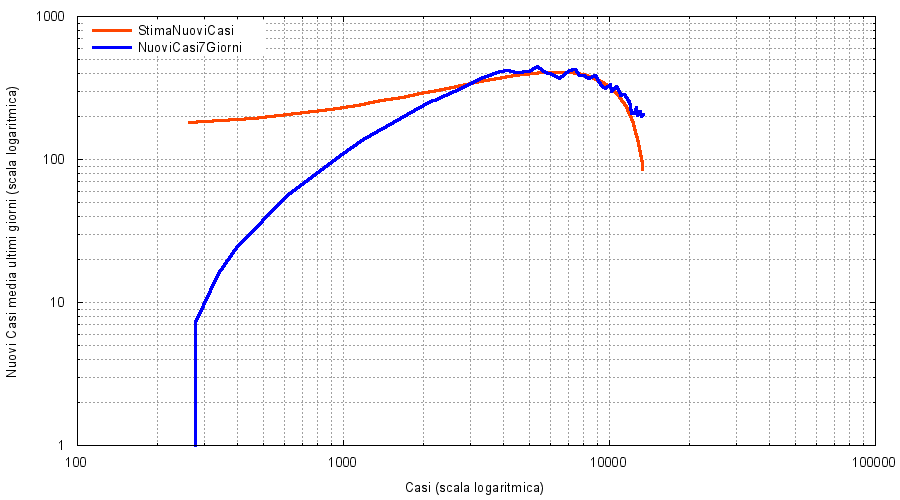 1000
StimaNuoviCasi
NuoviCasi7Giorni
100
10
1
Nuovi Casi media ultimi giorni (scala logaritmica)
100
1000
10000
100000
Casi (scala logaritmica)